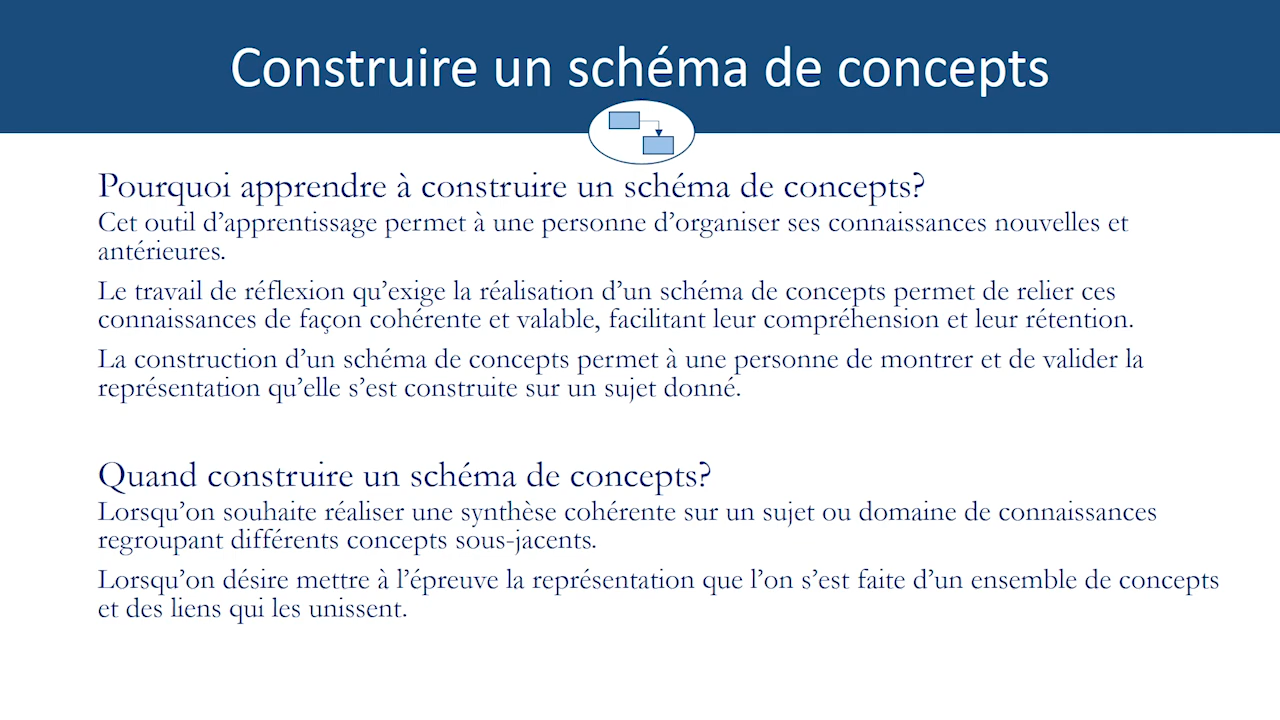 Construire un schéma de concepts
Pourquoi apprendre à construire un schéma de concepts?
Cet outil d’apprentissage permet à une personne d’organiser ses connaissances nouvelles et
antérieures.
Le travail de réflexion qu’exige la réalisation d’un schéma de concepts permet de relier ces
connaissances de façon cohérente et valable, facilitant leur compréhension et leur rétention.
La construction d’un schéma de concepts permet à une personne de montrer et de valider la
représentation qu’elle s’est construite sur un sujet donné.
Quand construire un schéma de concepts?
Lorsqu’on souhaite réaliser une synthèse cohérente sur un sujet ou domaine de connaissances
regroupant différents concepts sous-jacents.
Lorsqu’on désire mettre à l’épreuve la représentation que l’on s’est faite d’un ensemble de concepts
et des liens qui les unissent.